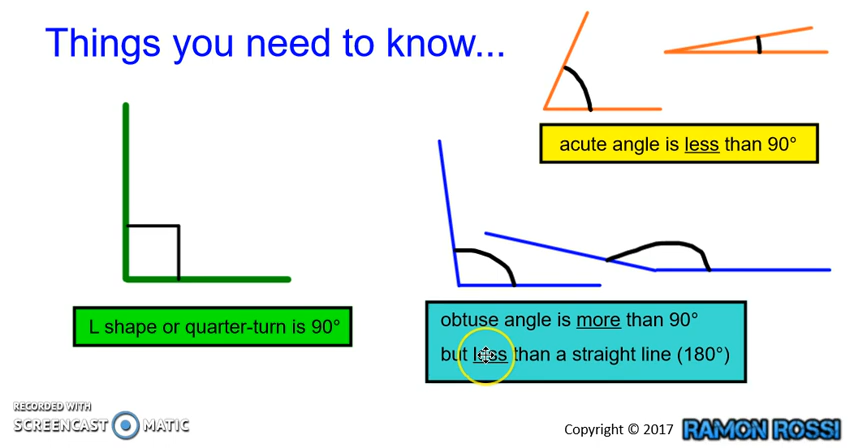 Things you need to know...
acute angle is less than 90°
L shape or quarter-turn is 90°
obtuse angle is more than 90°
but less than a straight line (180°)
RECORDED WITH
SCREENCAST MATIC
Copyright © 2017 RAMON ROSSI